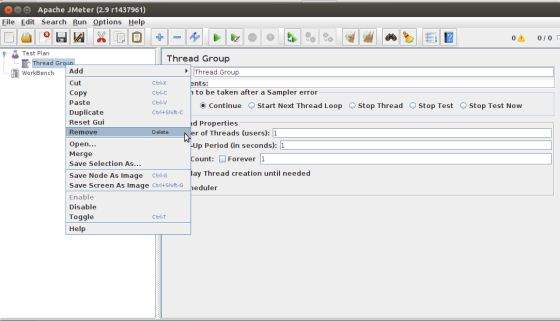 Apache JMeter (2.9 r1437961)
File Edit Search Run Options Help
0 0/0
Test Plan
Thread Group
WorkBench
Add
Cut Ctrl-X
Copy Ctrl-C
Paste Ctrl-V
Duplicate Ctrl+Shift-C
Reset Gui
Remove Delete
Open...
Merge
Save Selection As...
Save Node As Image Ctrl-G
Save Screen As Image Ctrl+Shift-G
Enable
Disable
Toggle Ctrl-T
Help
Thread Group
Thread Group
ents:
n to be taken after a Sampler error
Continue Start Next Thread Loop Stop Thread Stop Test Stop Test Now
d Properties
er of Threads (users): 1
-Up Period (in seconds): 1
Count: Forever 1
lay Thread creation until needed
heduler